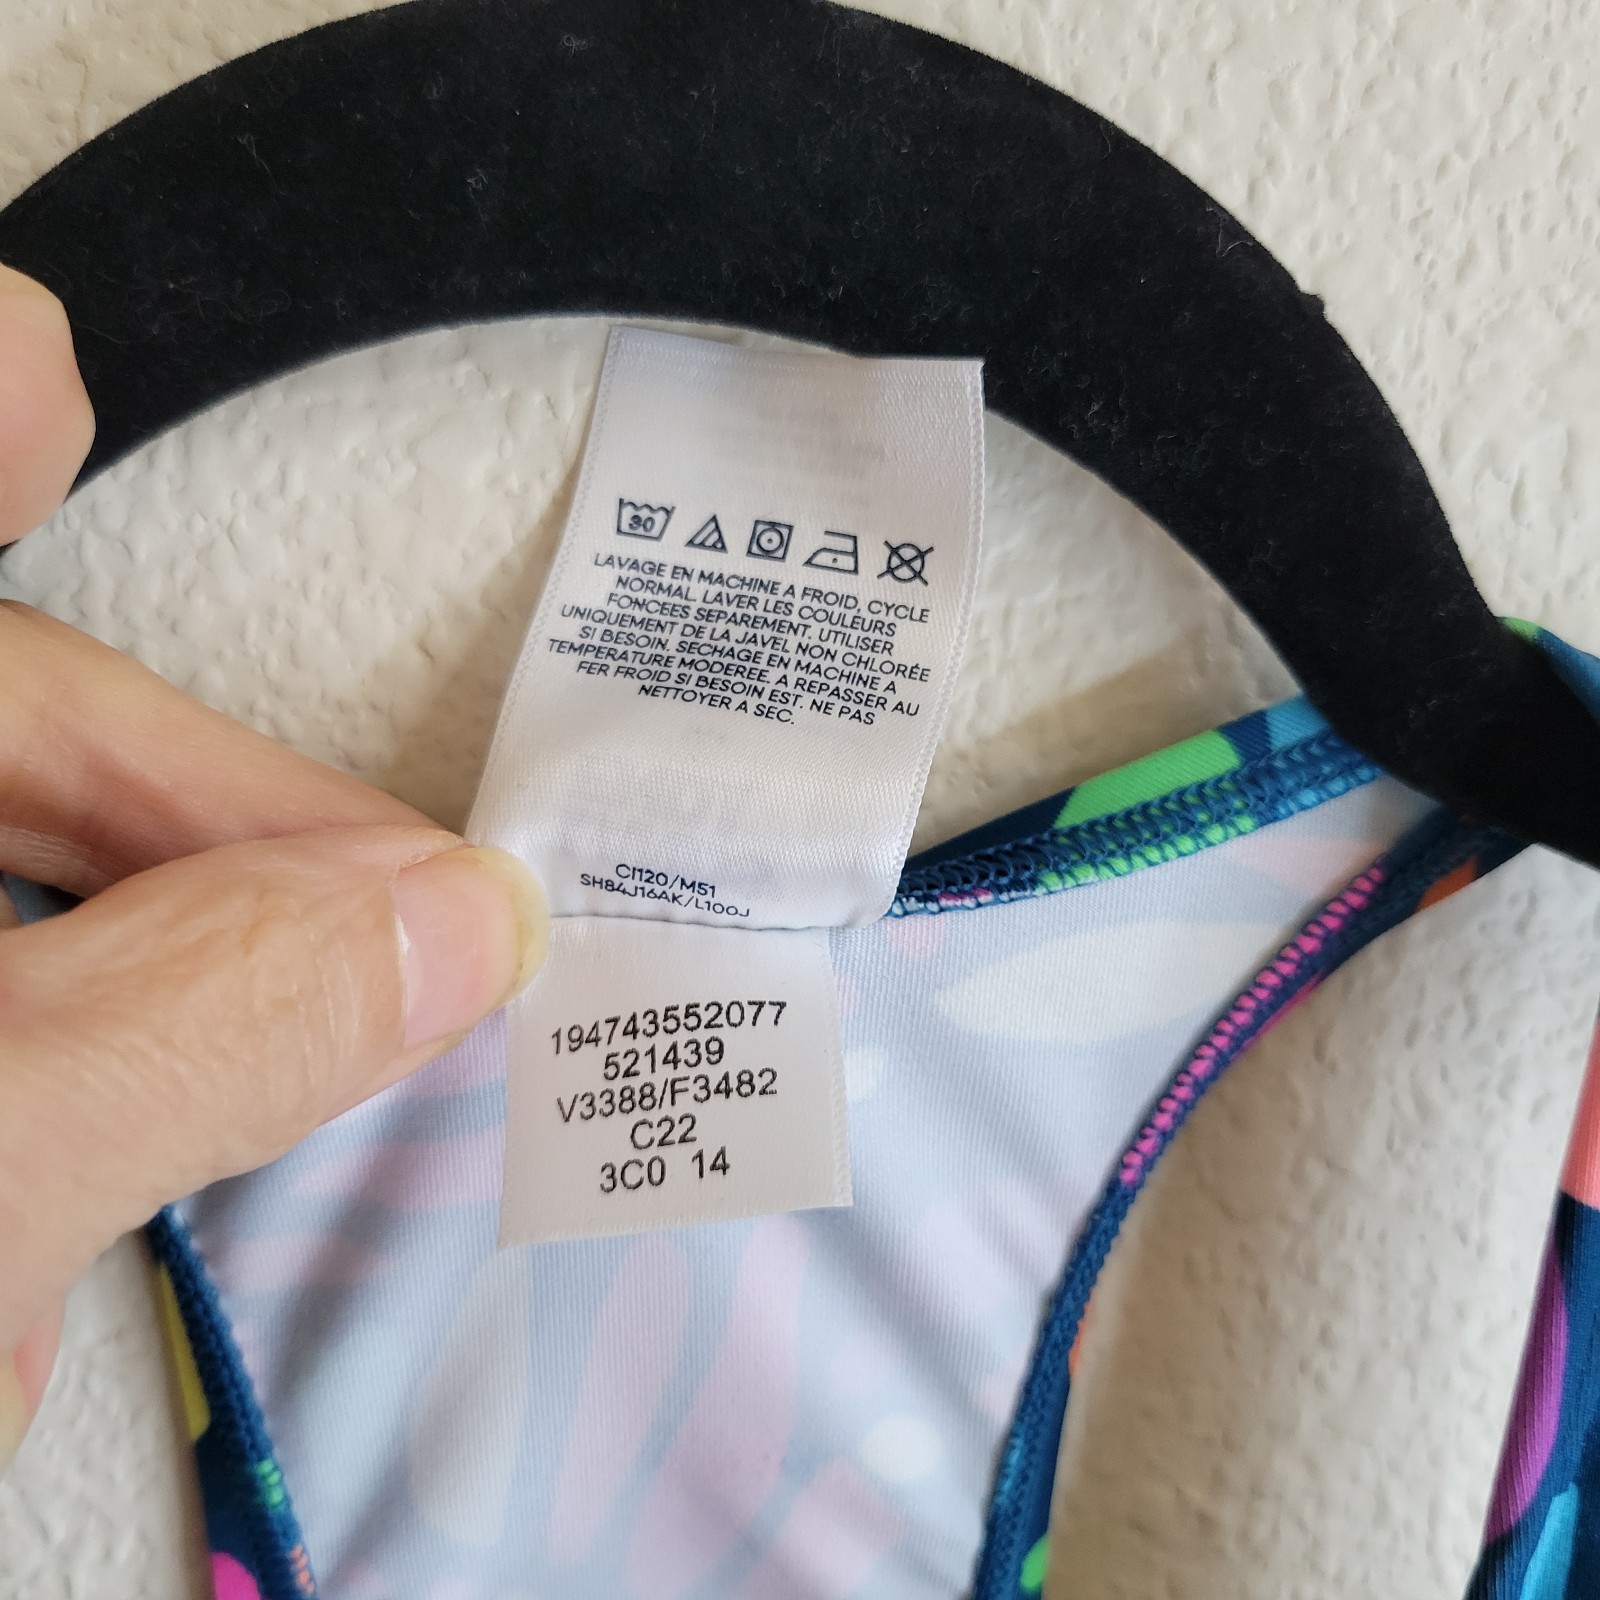 30
LAVAGE EN MACHINE A FROID, CYCLE
NORMAL. LAVER LES COULEURS
FONCEES SEPAREMENT. UTILISER
UNIQUEMENT DE LA JAVEL NON CHLORÉE
SI BESOIN. SECHAGE EN MACHINE A
TEMPERATURE MODEREE. A REPASSER AU
FER FROID SI BESOIN EST. NE PAS
NETTOYER A SEC.
CI120/M51
SH84J16AK/L100J
194743552077
521439
V3388/F3482
C22
3C0 14